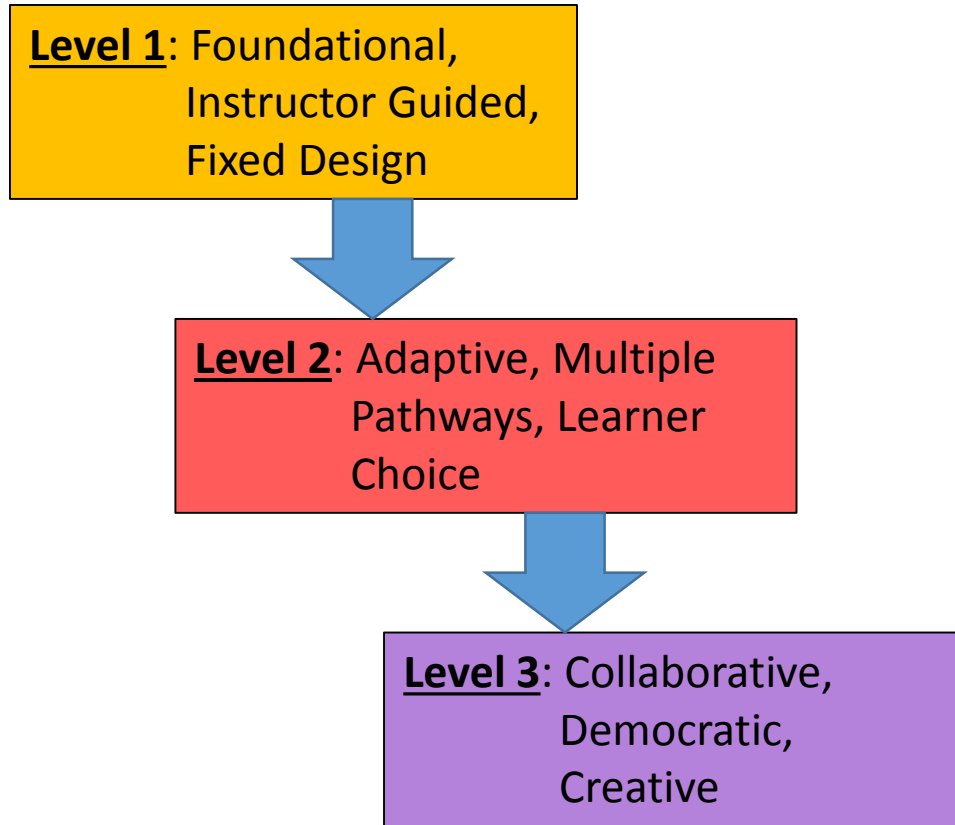 Level 1: Foundational,
Instructor Guided,
Fixed Design
Level 2: Adaptive, Multiple
Pathways, Learner
Choice
Level 3: Collaborative,
Democratic,
Creative